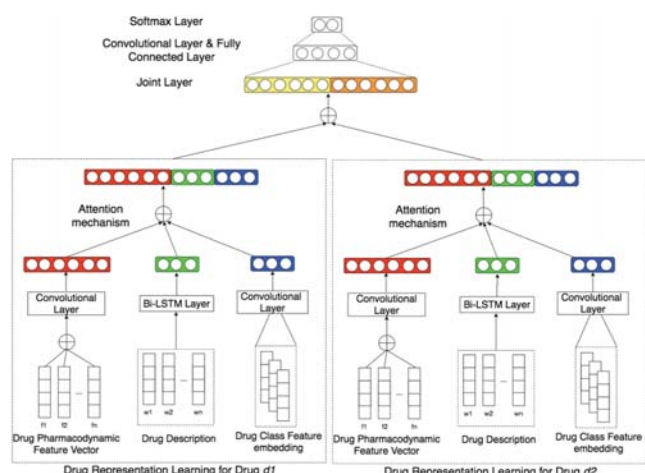 Softmax Layer
Convolutional Layer & Fully
Connected Layer
Joint Layer
Attention
mechanism
Convolutional
Layer
Bi-LSTM Layer
Convolutional
Layer
f1 f2 ... fn
w1 w2 ... wn
Drug Pharmacodynamic
Feature Vector
Drug Description
Drug Class Feature
embedding
Drug Representation Learning for Drug d1
Attention
mechanism
Convolutional
Layer
Bi-LSTM Layer
Convolutional
Layer
f1 f2 ... fn
w1 w2 ... wn
Drug Pharmacodynamic
Feature Vector
Drug Description
Drug Class Feature
embedding
Drug Representation Learning for Drug d2